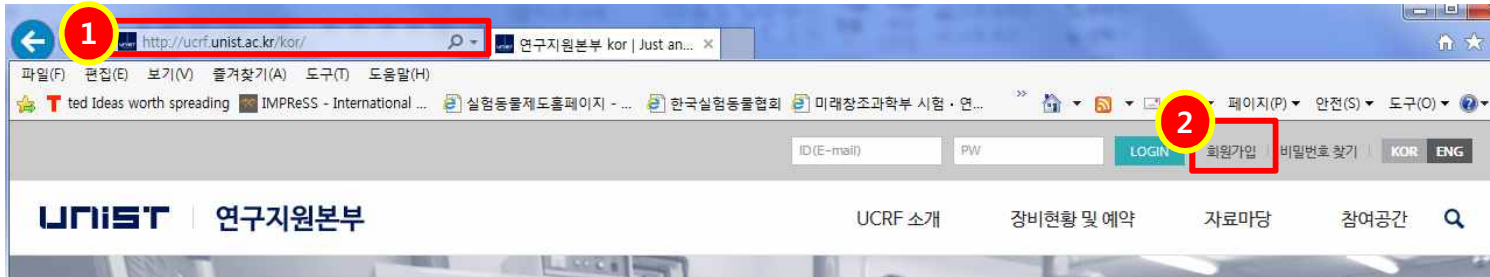 1
http://ucrf.unist.ac.kr/kor/
연구지원본부 kor | Just an...
파일(F) 편집(E) 보기(V) 즐겨찾기(A) 도구(T) 도움말(H)
ted Ideas worth spreading IMPReSS - International ... 실험동물제도홈페이지 - ... 한국실험동물협회 미래창조과학부 시험·연... » 페이지(P) 안전(S) 도구(O)
2
ID(E-mail) PW LOGIN 회원가입 | 비밀번호 찾기 | KOR ENG
UNIST 연구지원본부 UCRF 소개 장비현황 및 예약 자료마당 참여공간